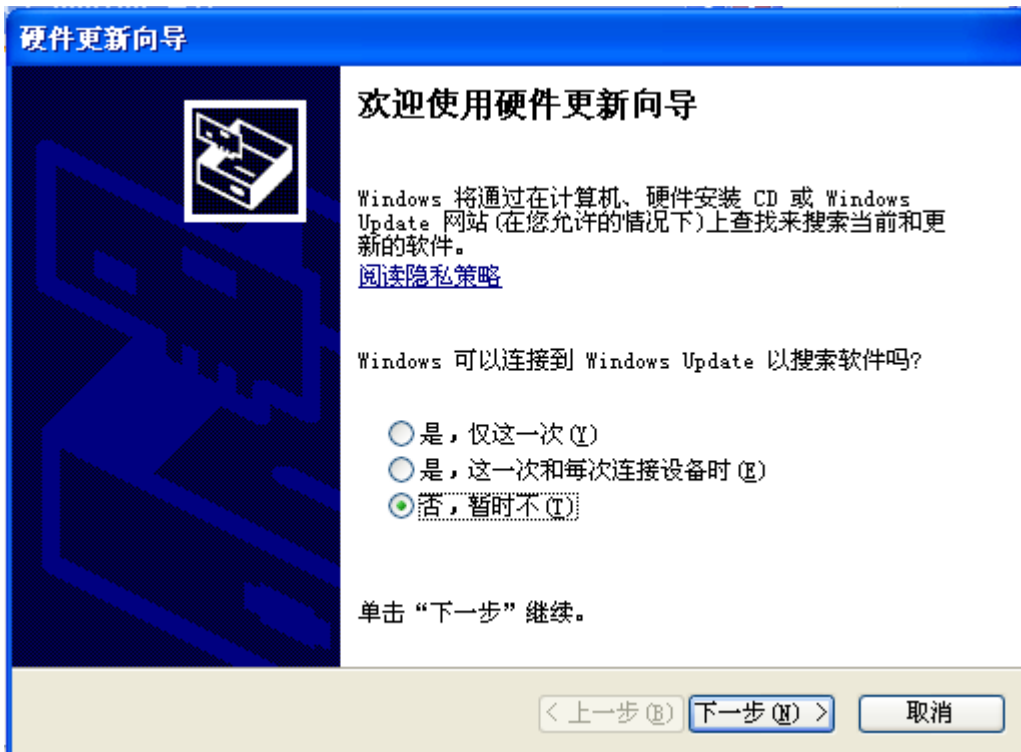 硬件更新向导
欢迎使用硬件更新向导
Windows 将通过在计算机、硬件安装 CD 或 Windows
Update 网站(在您允许的情况下)上查找来搜索当前和更
新的软件。
阅读隐私策略
Windows 可以连接到 Windows Update 以搜索软件吗?
是，仅这一次(Y)
是，这一次和每次连接设备时(E)
否，暂时不(T)
单击“下一步”继续。
< 上一步(B) 下一步(N) > 取消